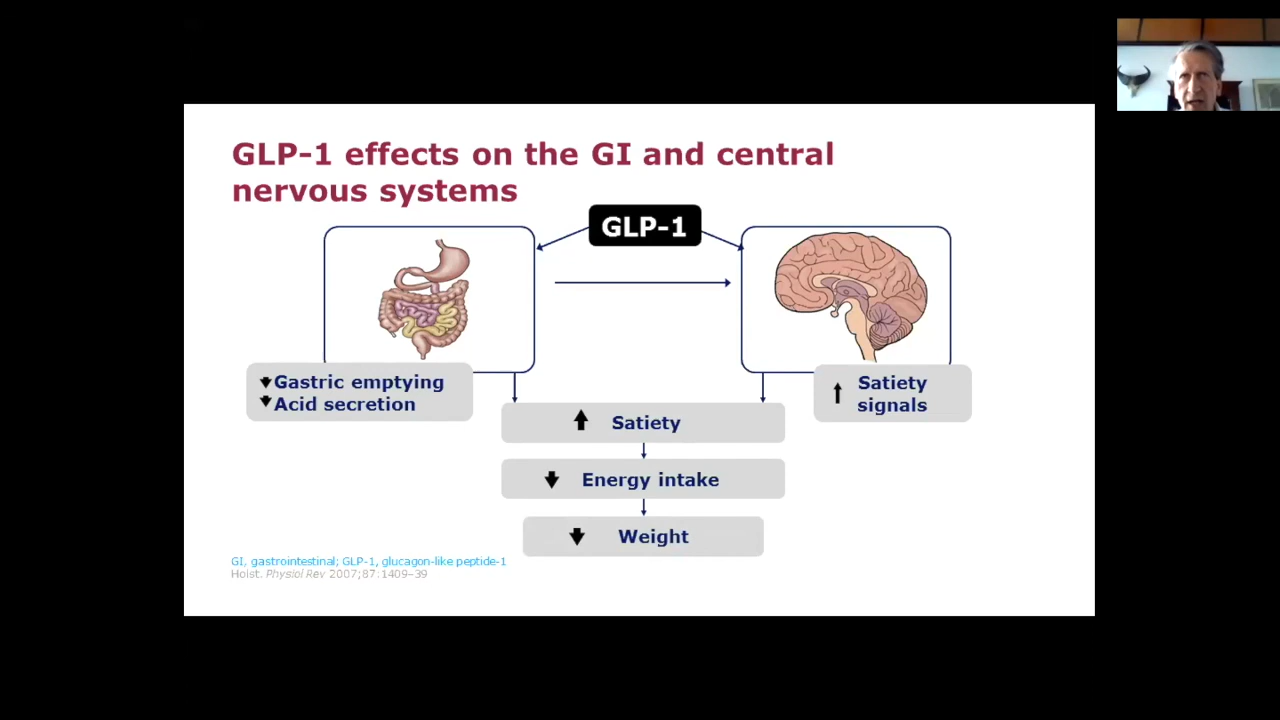 GLP-1 effects on the GI and central
nervous systems
GLP-1
Gastric emptying
Acid secretion
Satiety
signals
Satiety
Energy intake
Weight
GI, gastrointestinal; GLP-1, glucagon-like peptide-1
Holst. Physiol Rev 2007;87:1409–39